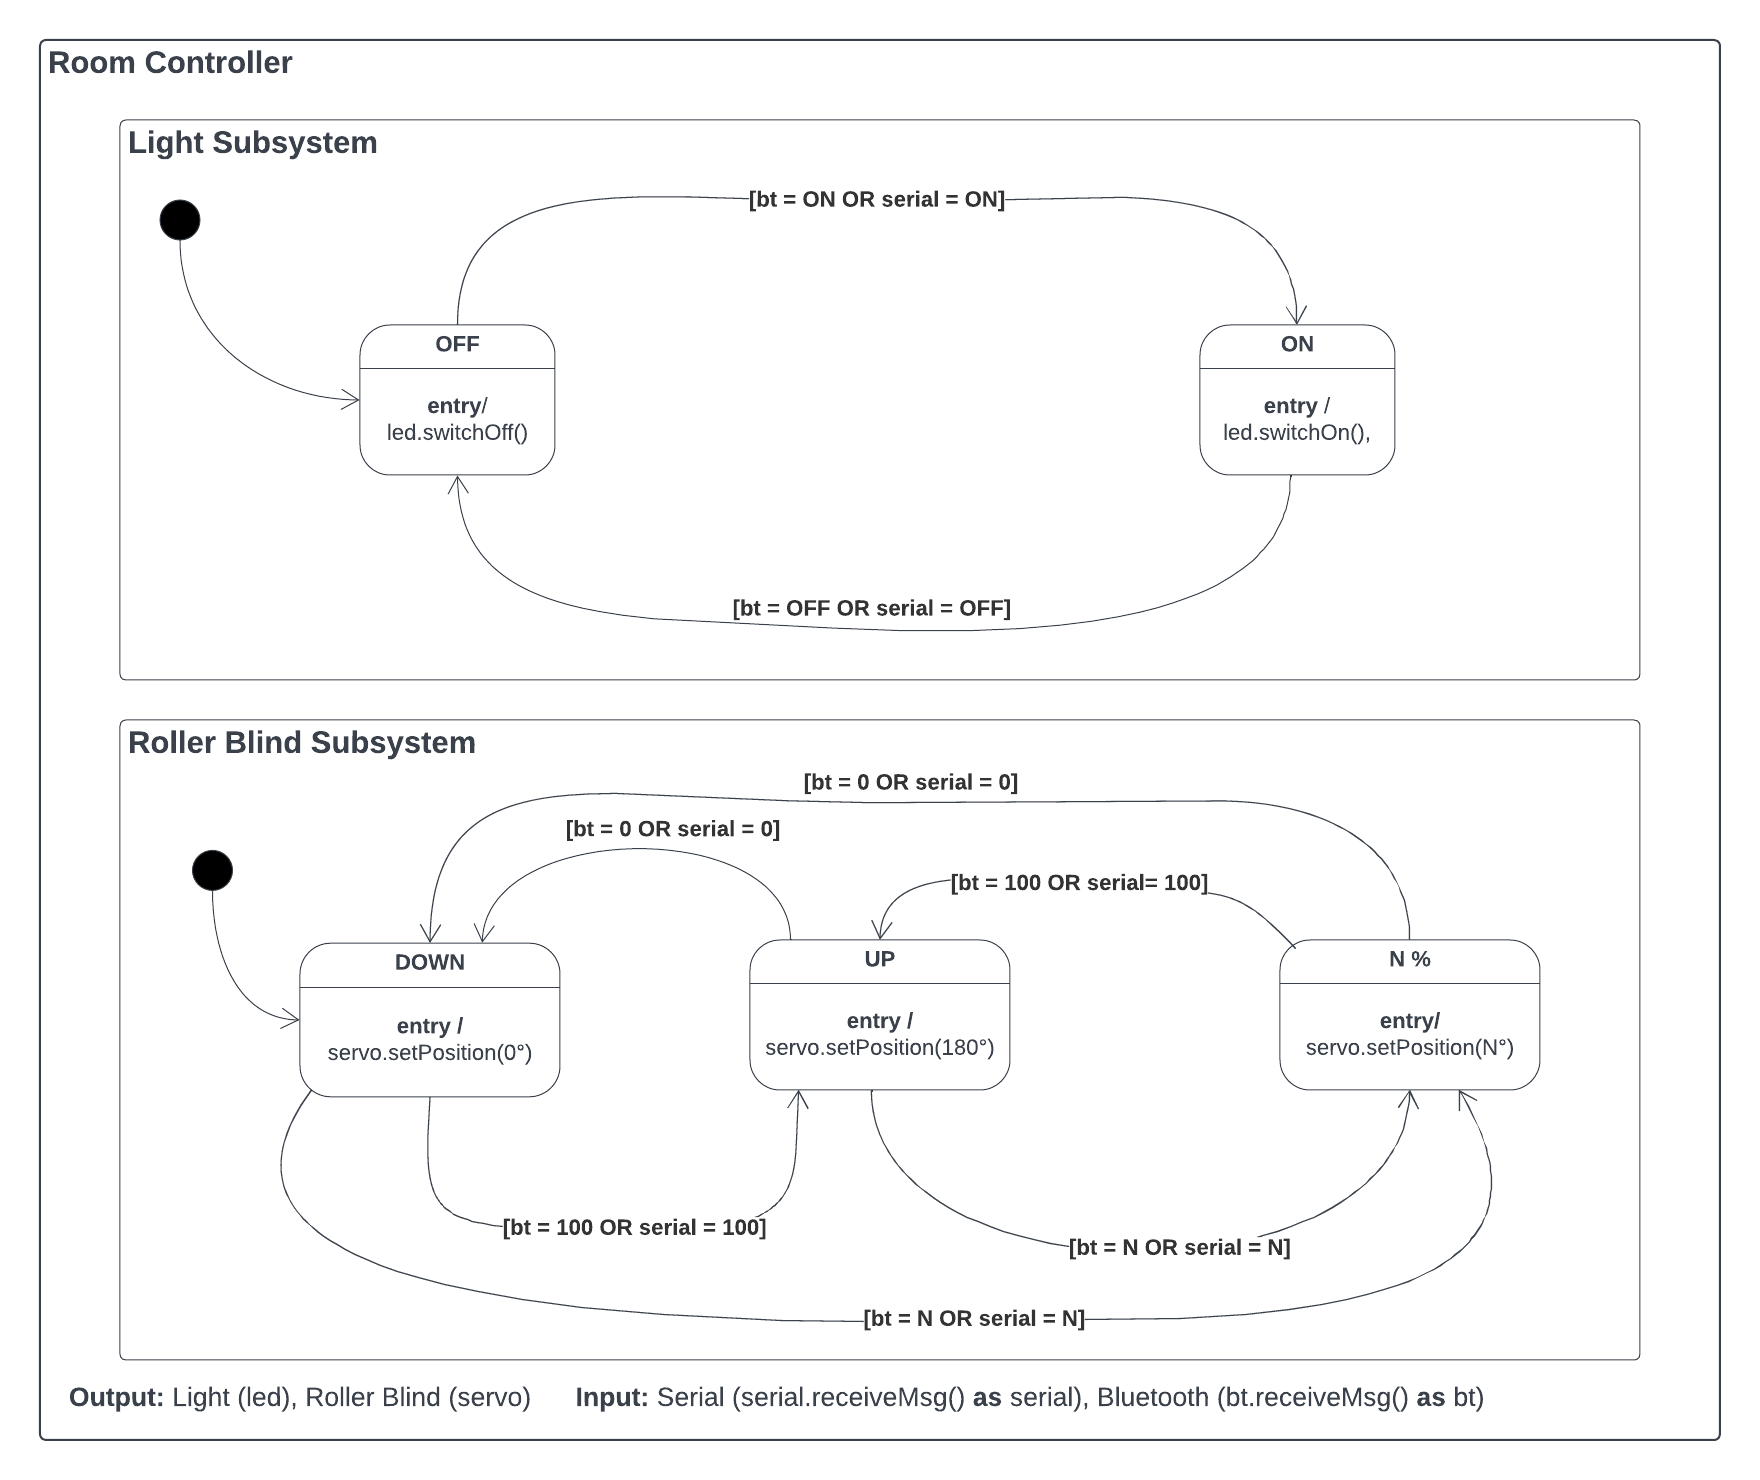 Room Controller
Light Subsystem
[bt = ON OR serial = ON]
OFF
entry/
led.switchOff()
ON
entry /
led.switchOn(),
[bt = OFF OR serial = OFF]
Roller Blind Subsystem
[bt = 0 OR serial = 0]
[bt = 0 OR serial = 0]
[bt = 100 OR serial= 100]
DOWN
entry /
servo.setPosition(0°)
UP
entry /
servo.setPosition(180°)
N %
entry/
servo.setPosition(N°)
[bt = 100 OR serial = 100]
[bt = N OR serial = N]
[bt = N OR serial = N]
Output: Light (led), Roller Blind (servo) Input: Serial (serial.receiveMsg() as serial), Bluetooth (bt.receiveMsg() as bt)